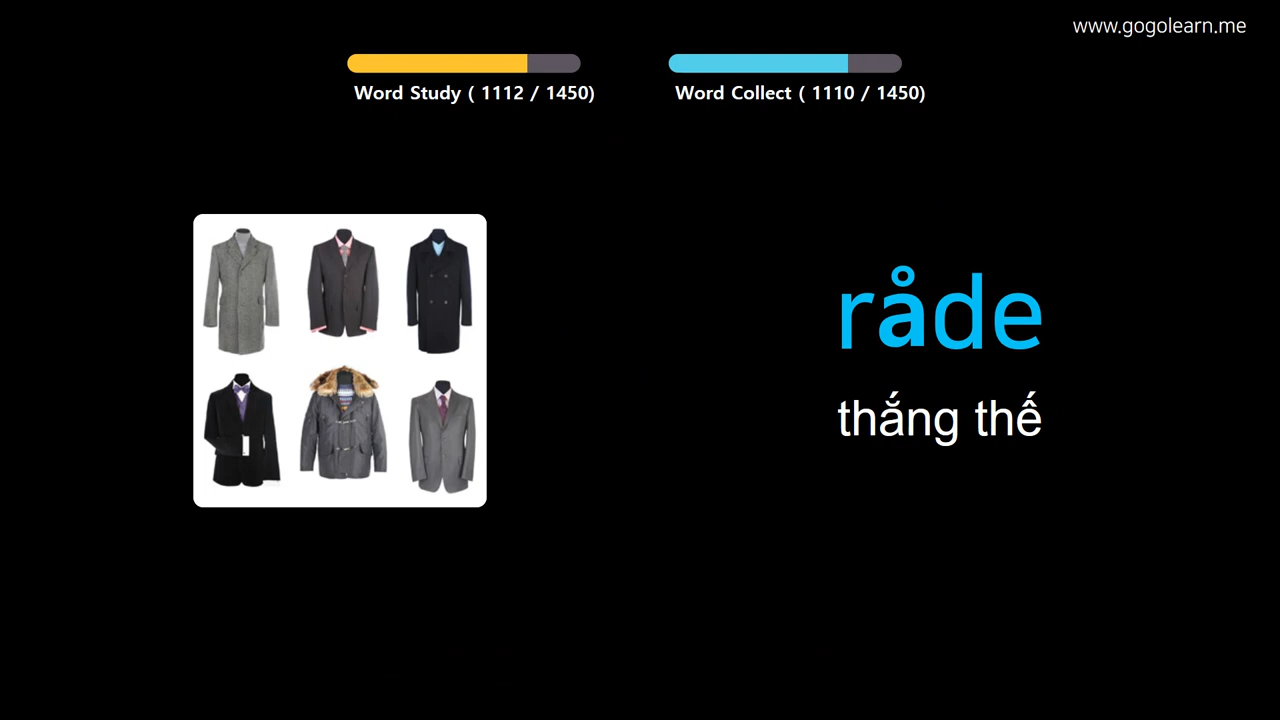 www.gogolearn.me
Word Study ( 1112 / 1450)
Word Collect ( 1110 / 1450)
råde
thắng thế